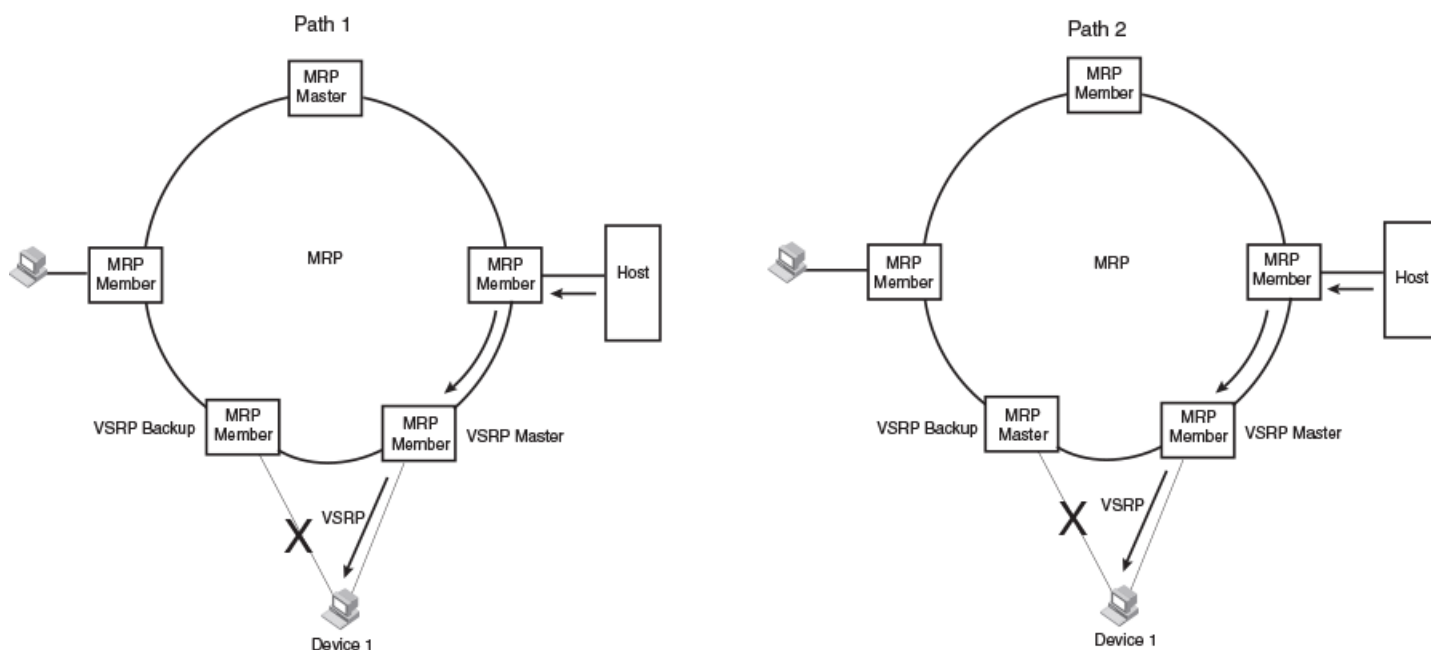 Path 1
MRP
Master
MRP
Member
MRP
MRP
Member
Host
VSRP Backup
MRP
Member
MRP
Member
VSRP Master
VSRP
X
Device 1
Path 2
MRP
Member
MRP
Member
MRP
MRP
Member
Host
VSRP Backup
MRP
Master
MRP
Member
VSRP Master
VSRP
X
Device 1